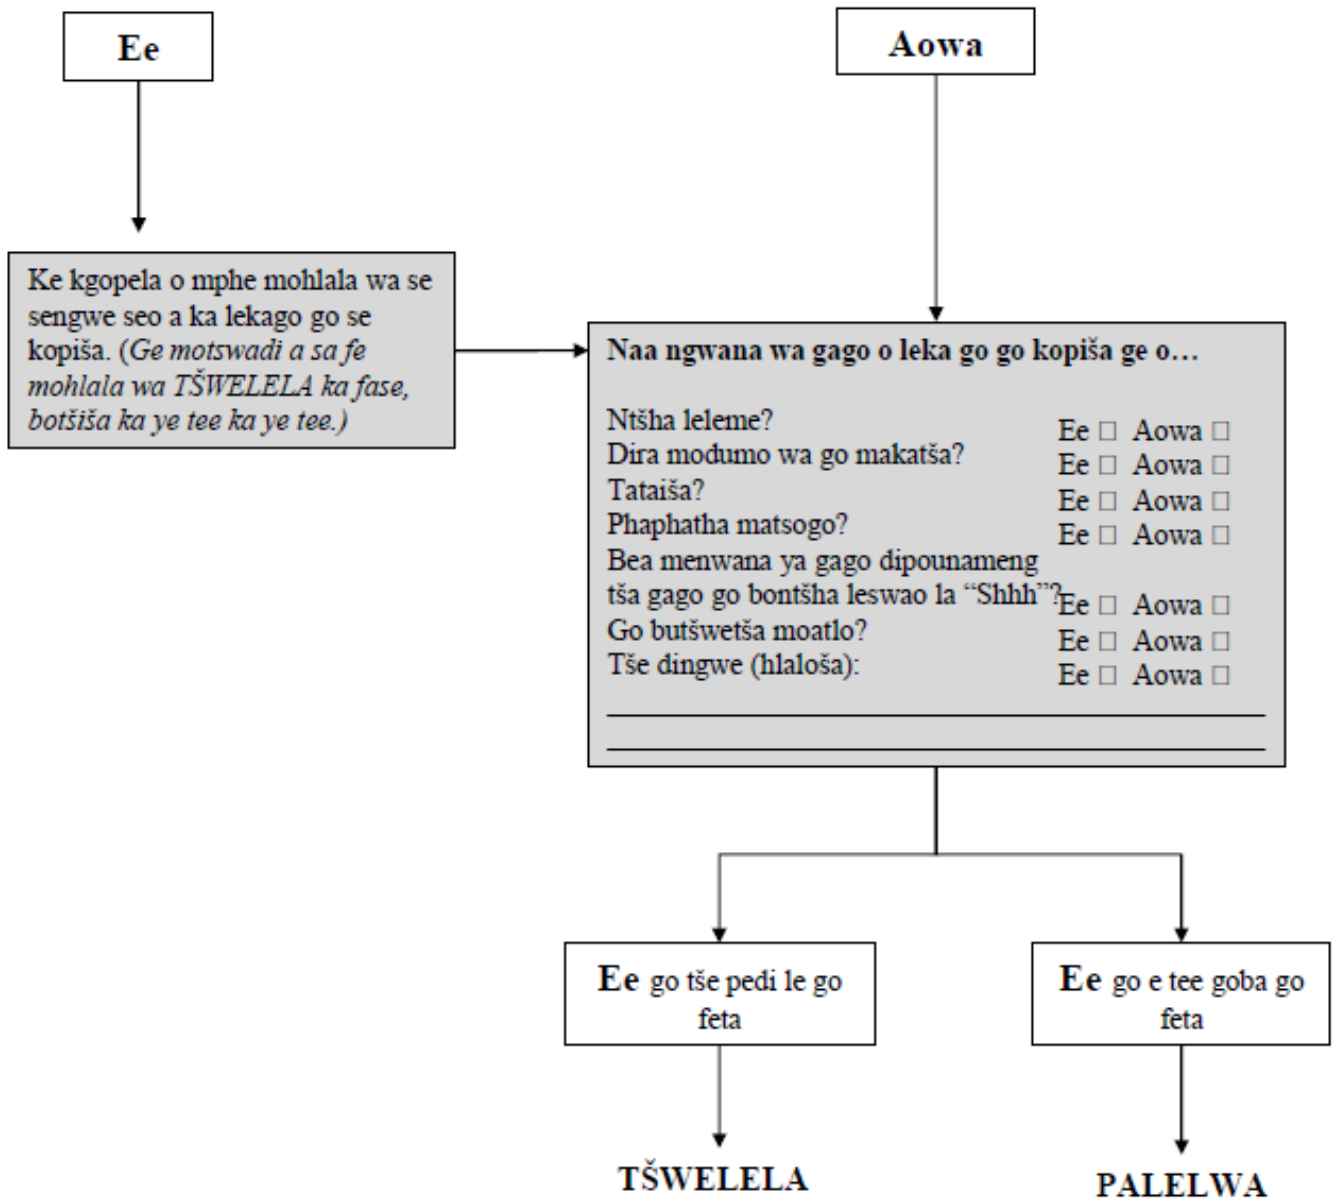 Ee
Aowa
Ke kgopela o mphe mohlala wa se
sengwe seo a ka lekago go se
kopiša. (Ge motswadi a sa fe
mohlala wa TŠWELELA ka fase,
botšiša ka ye tee ka ye tee.)
Naa ngwana wa gago o leka go go kopiša ge o…
Ntšha leleme? Ee □ Aowa □
Dira modumo wa go makatša? Ee □ Aowa □
Tataiša? Ee □ Aowa □
Phaphatha matsogo? Ee □ Aowa □
Bea menwana ya gago dipounameng
tša gago go bontšha leswao la “Shhh”? Ee □ Aowa □
Go butšwetša moatlo? Ee □ Aowa □
Tše dingwe (hlaloša): Ee □ Aowa □
Ee go tše pedi le go
feta
Ee go e tee goba go
feta
TŠWELELA
PALELWA